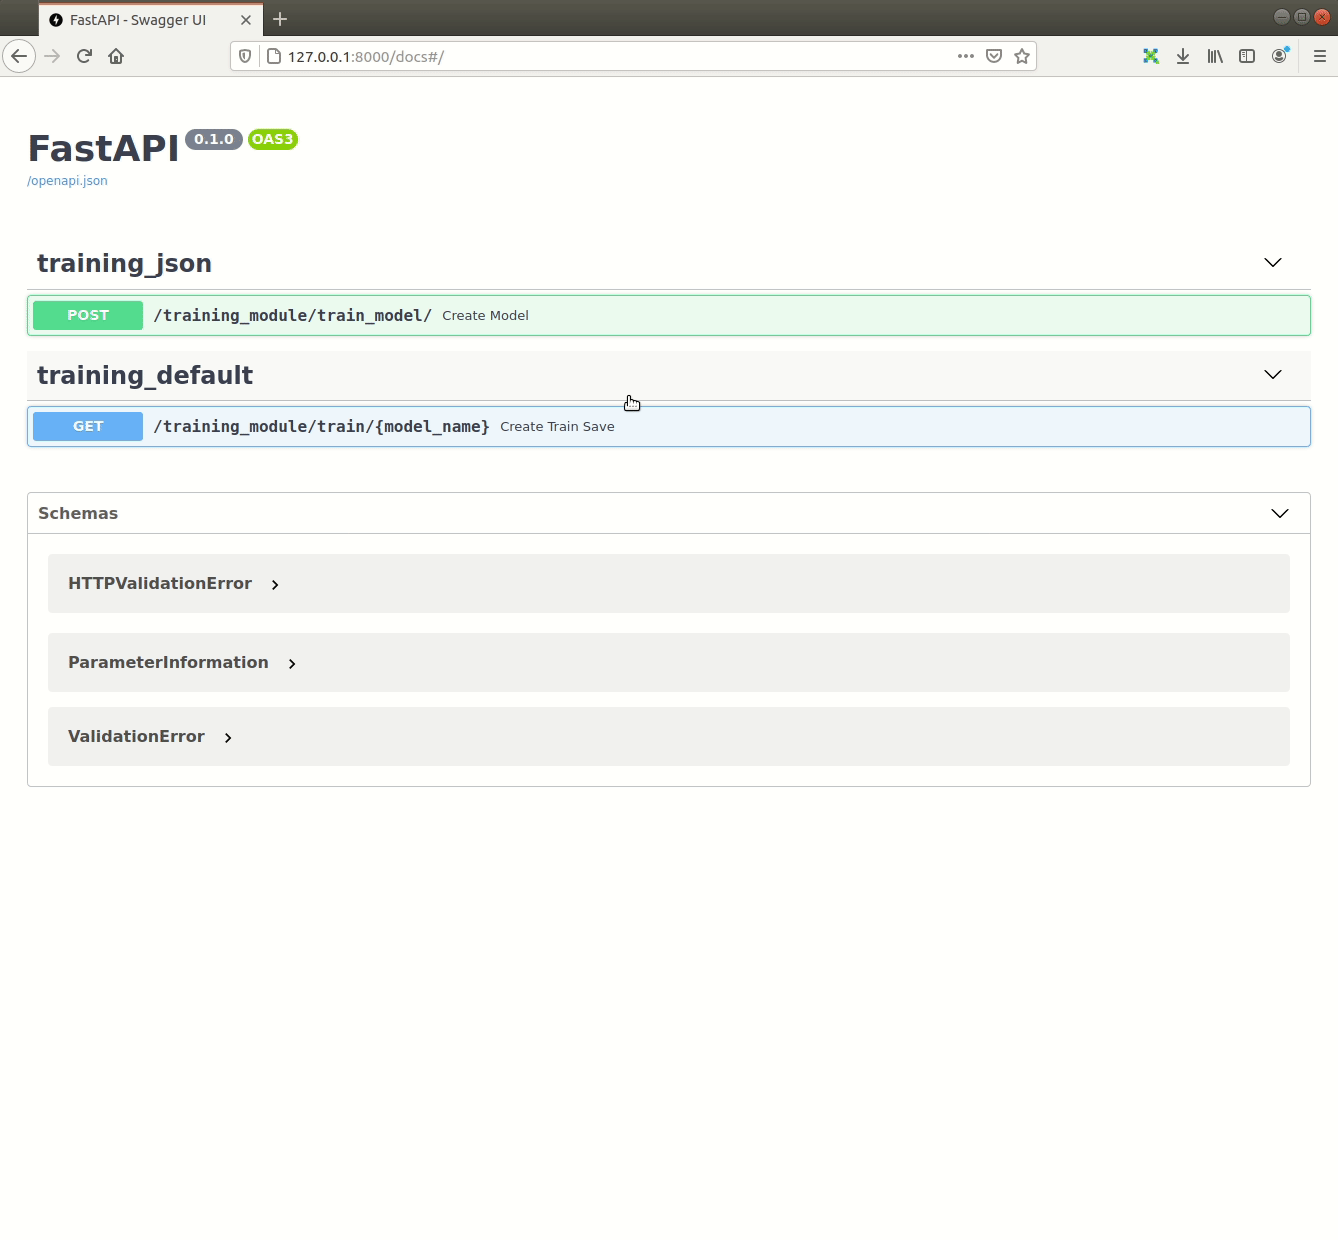 FastAPI - Swagger UI
127.0.0.1:8000/docs#/
FastAPI 0.1.0 OAS3
/openapi.json
training_json
POST /training_module/train_model/ Create Model
training_default
GET /training_module/train/{model_name} Create Train Save
Schemas
HTTPValidationError
ParameterInformation
ValidationError